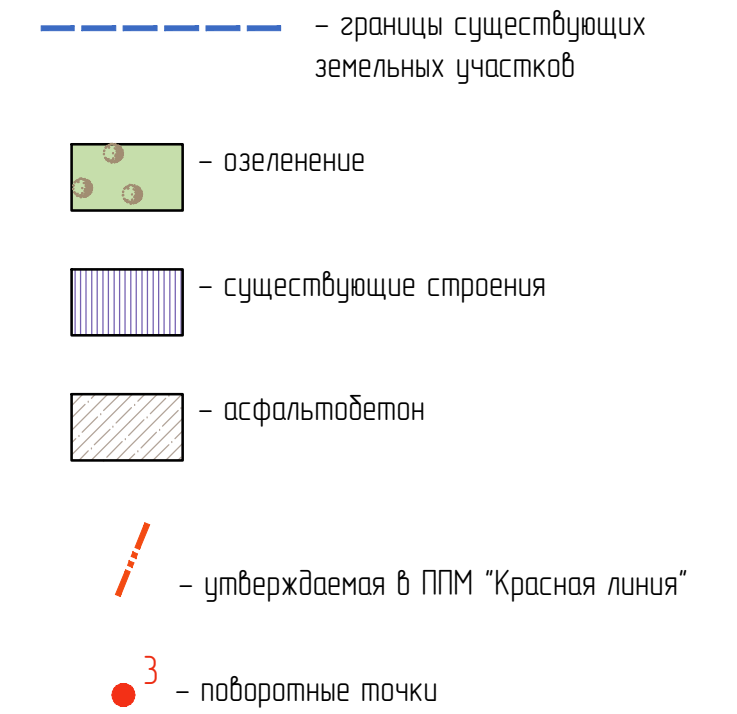 – границы существующих
земельных участков
– озеленение
– существующие строения
– асфальтобетон
– утверждаемая в ППМ "Красная линия"
3
– поворотные точки